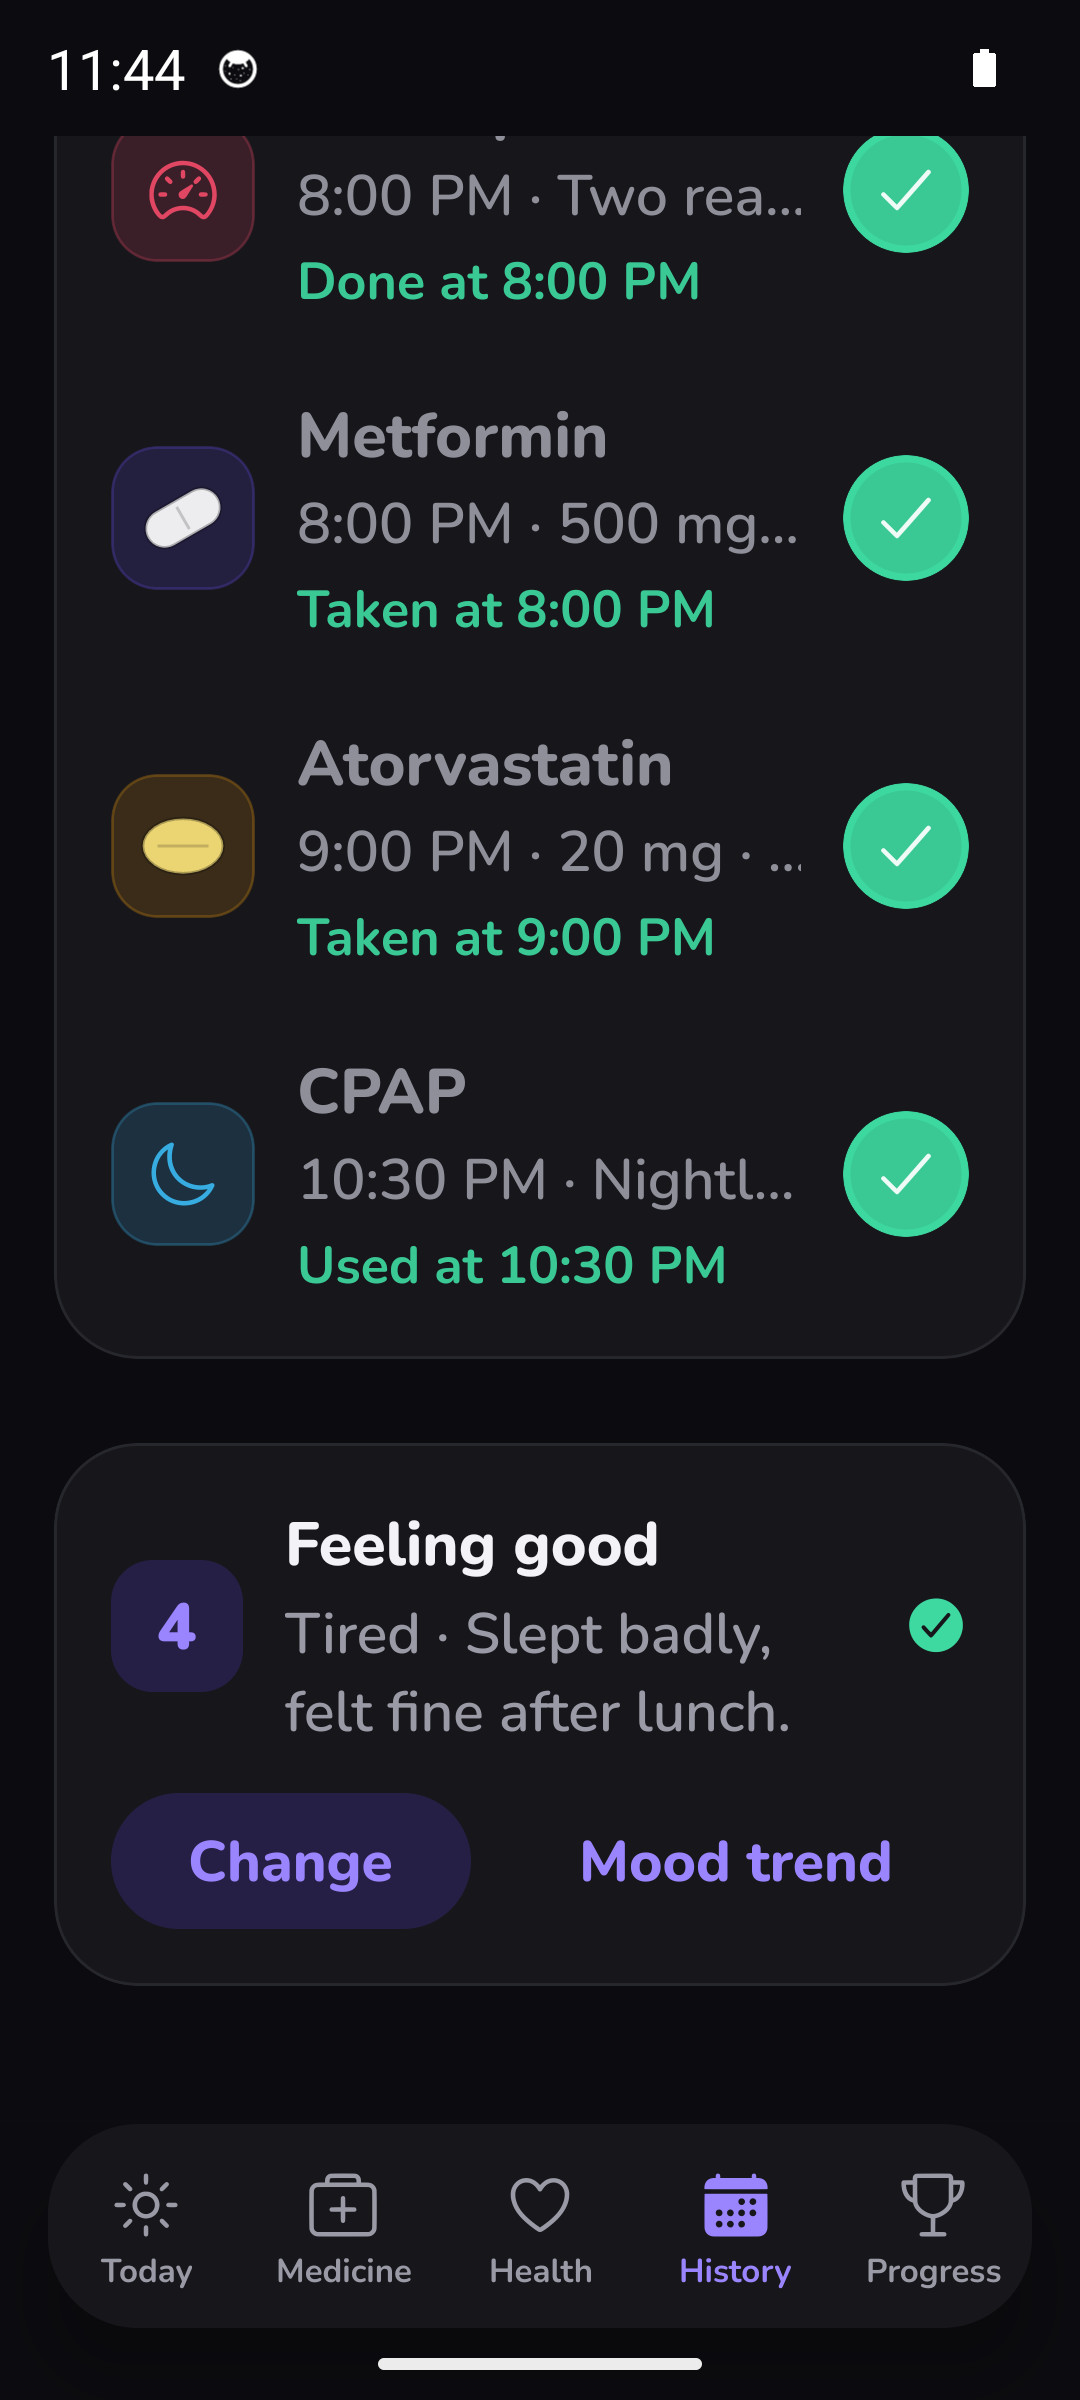 11:44
8:00 PM · Two rea...
Done at 8:00 PM
Metformin
8:00 PM · 500 mg...
Taken at 8:00 PM
Atorvastatin
9:00 PM · 20 mg · ...
Taken at 9:00 PM
CPAP
10:30 PM · Nightl...
Used at 10:30 PM
4
Feeling good
Tired · Slept badly,
felt fine after lunch.
Change
Mood trend
Today
Medicine
Health
History
Progress